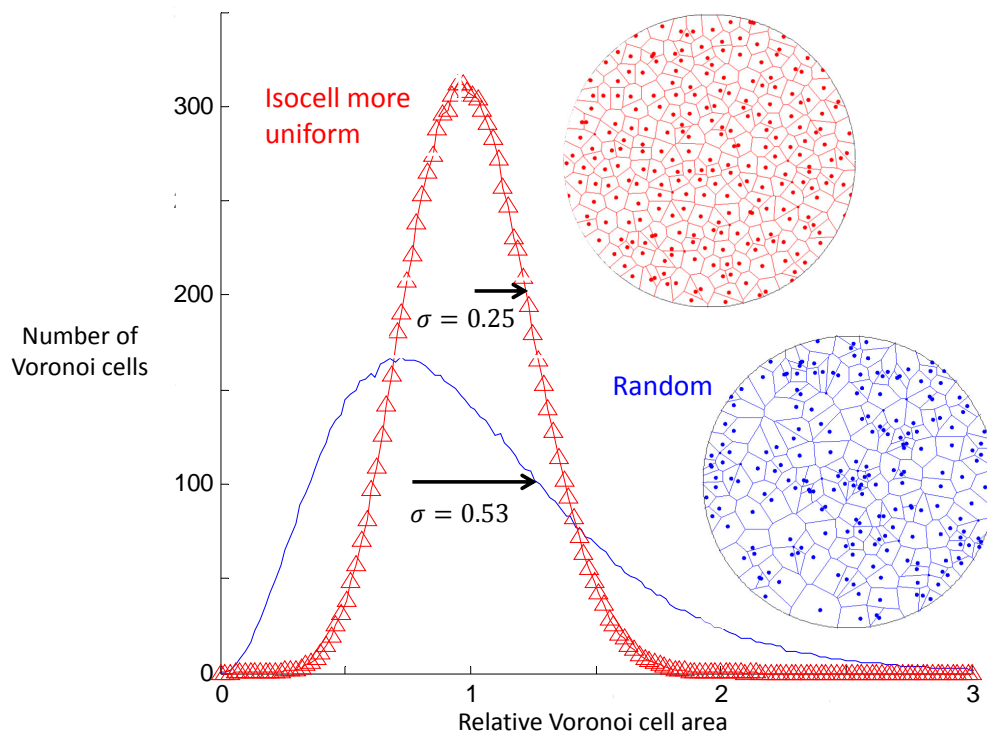 300
Isocell more
uniform
200
σ = 0.25
Number of
Voronoi cells
Random
100
σ = 0.53
0
0
1
2
3
Relative Voronoi cell area